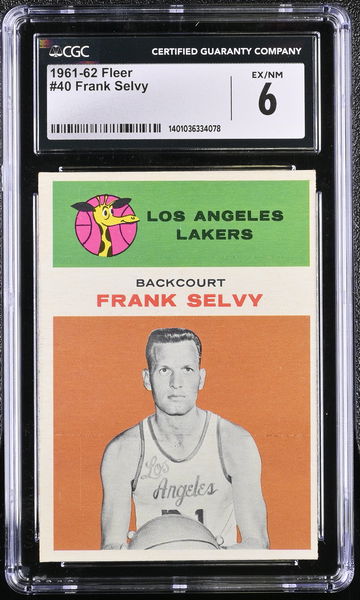 CGC
CERTIFIED GUARANTY COMPANY
1961-62 Fleer
#40 Frank Selvy
EX/NM
6
1401036334078
LOS ANGELES
LAKERS
BACKCOURT
FRANK SELVY
Los
Angeles